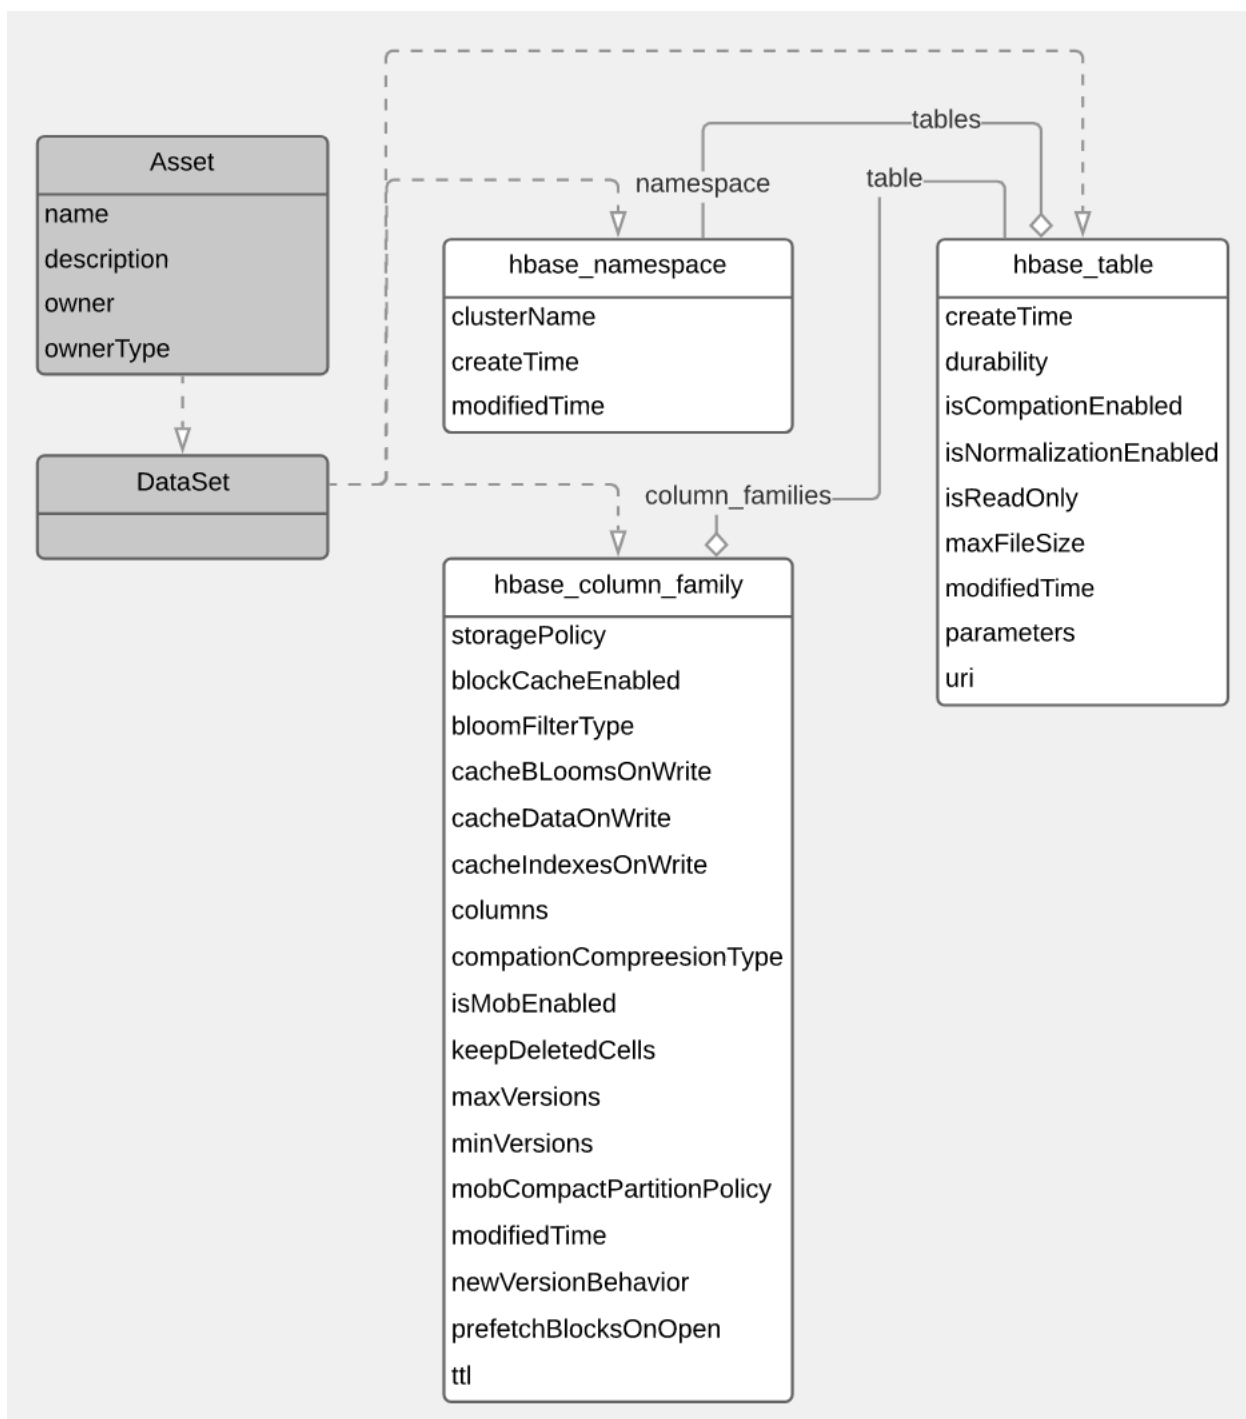 tables
namespace
table
Asset
name
description
owner
ownerType
DataSet
hbase_namespace
clusterName
createTime
modifiedTime
hbase_table
createTime
durability
isCompationEnabled
isNormalizationEnabled
isReadOnly
maxFileSize
modifiedTime
parameters
uri
column_families
hbase_column_family
storagePolicy
blockCacheEnabled
bloomFilterType
cacheBLoomsOnWrite
cacheDataOnWrite
cacheIndexesOnWrite
columns
compationCompreesionType
isMobEnabled
keepDeletedCells
maxVersions
minVersions
mobCompactPartitionPolicy
modifiedTime
newVersionBehavior
prefetchBlocksOnOpen
ttl